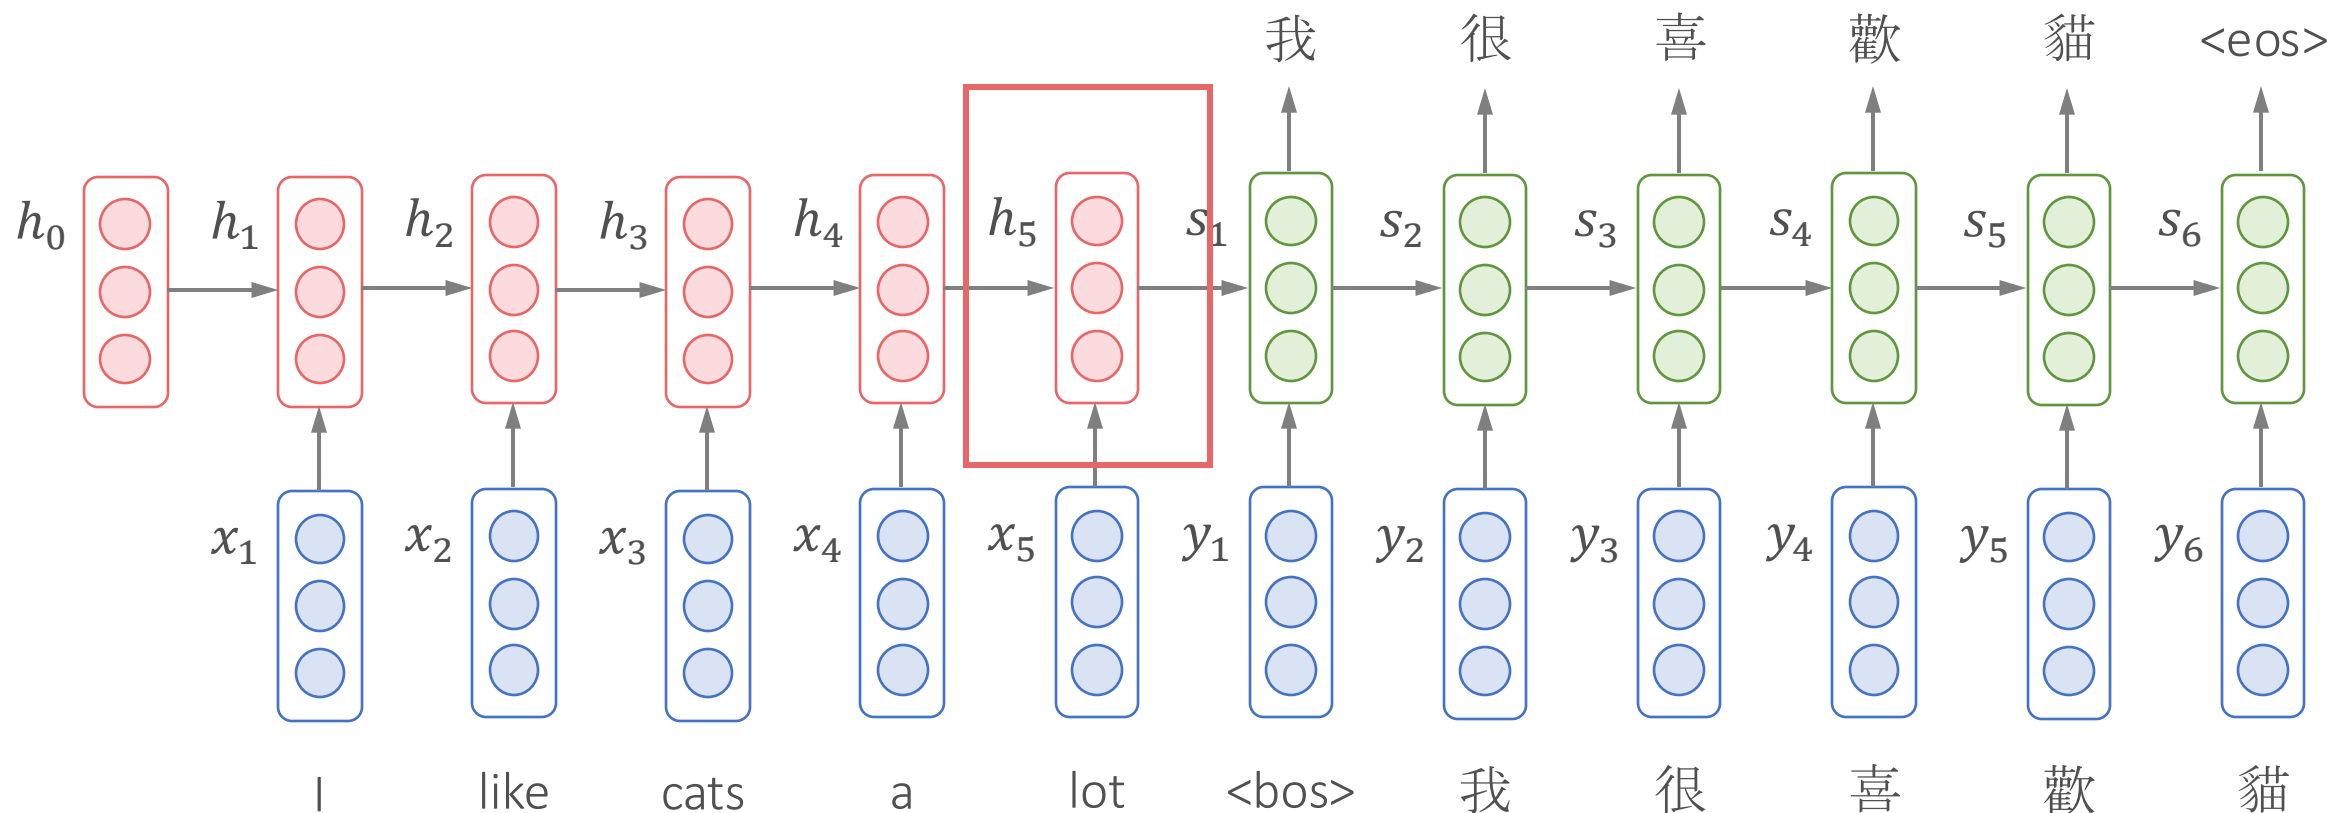 我 很 喜 歡 貓 <eos>
h0 h1 h2 h3 h4 h5 s1 s2 s3 s4 s5 s6
x1 x2 x3 x4 x5 y1 y2 y3 y4 y5 y6
I like cats a lot <bos> 我 很 喜 歡 貓